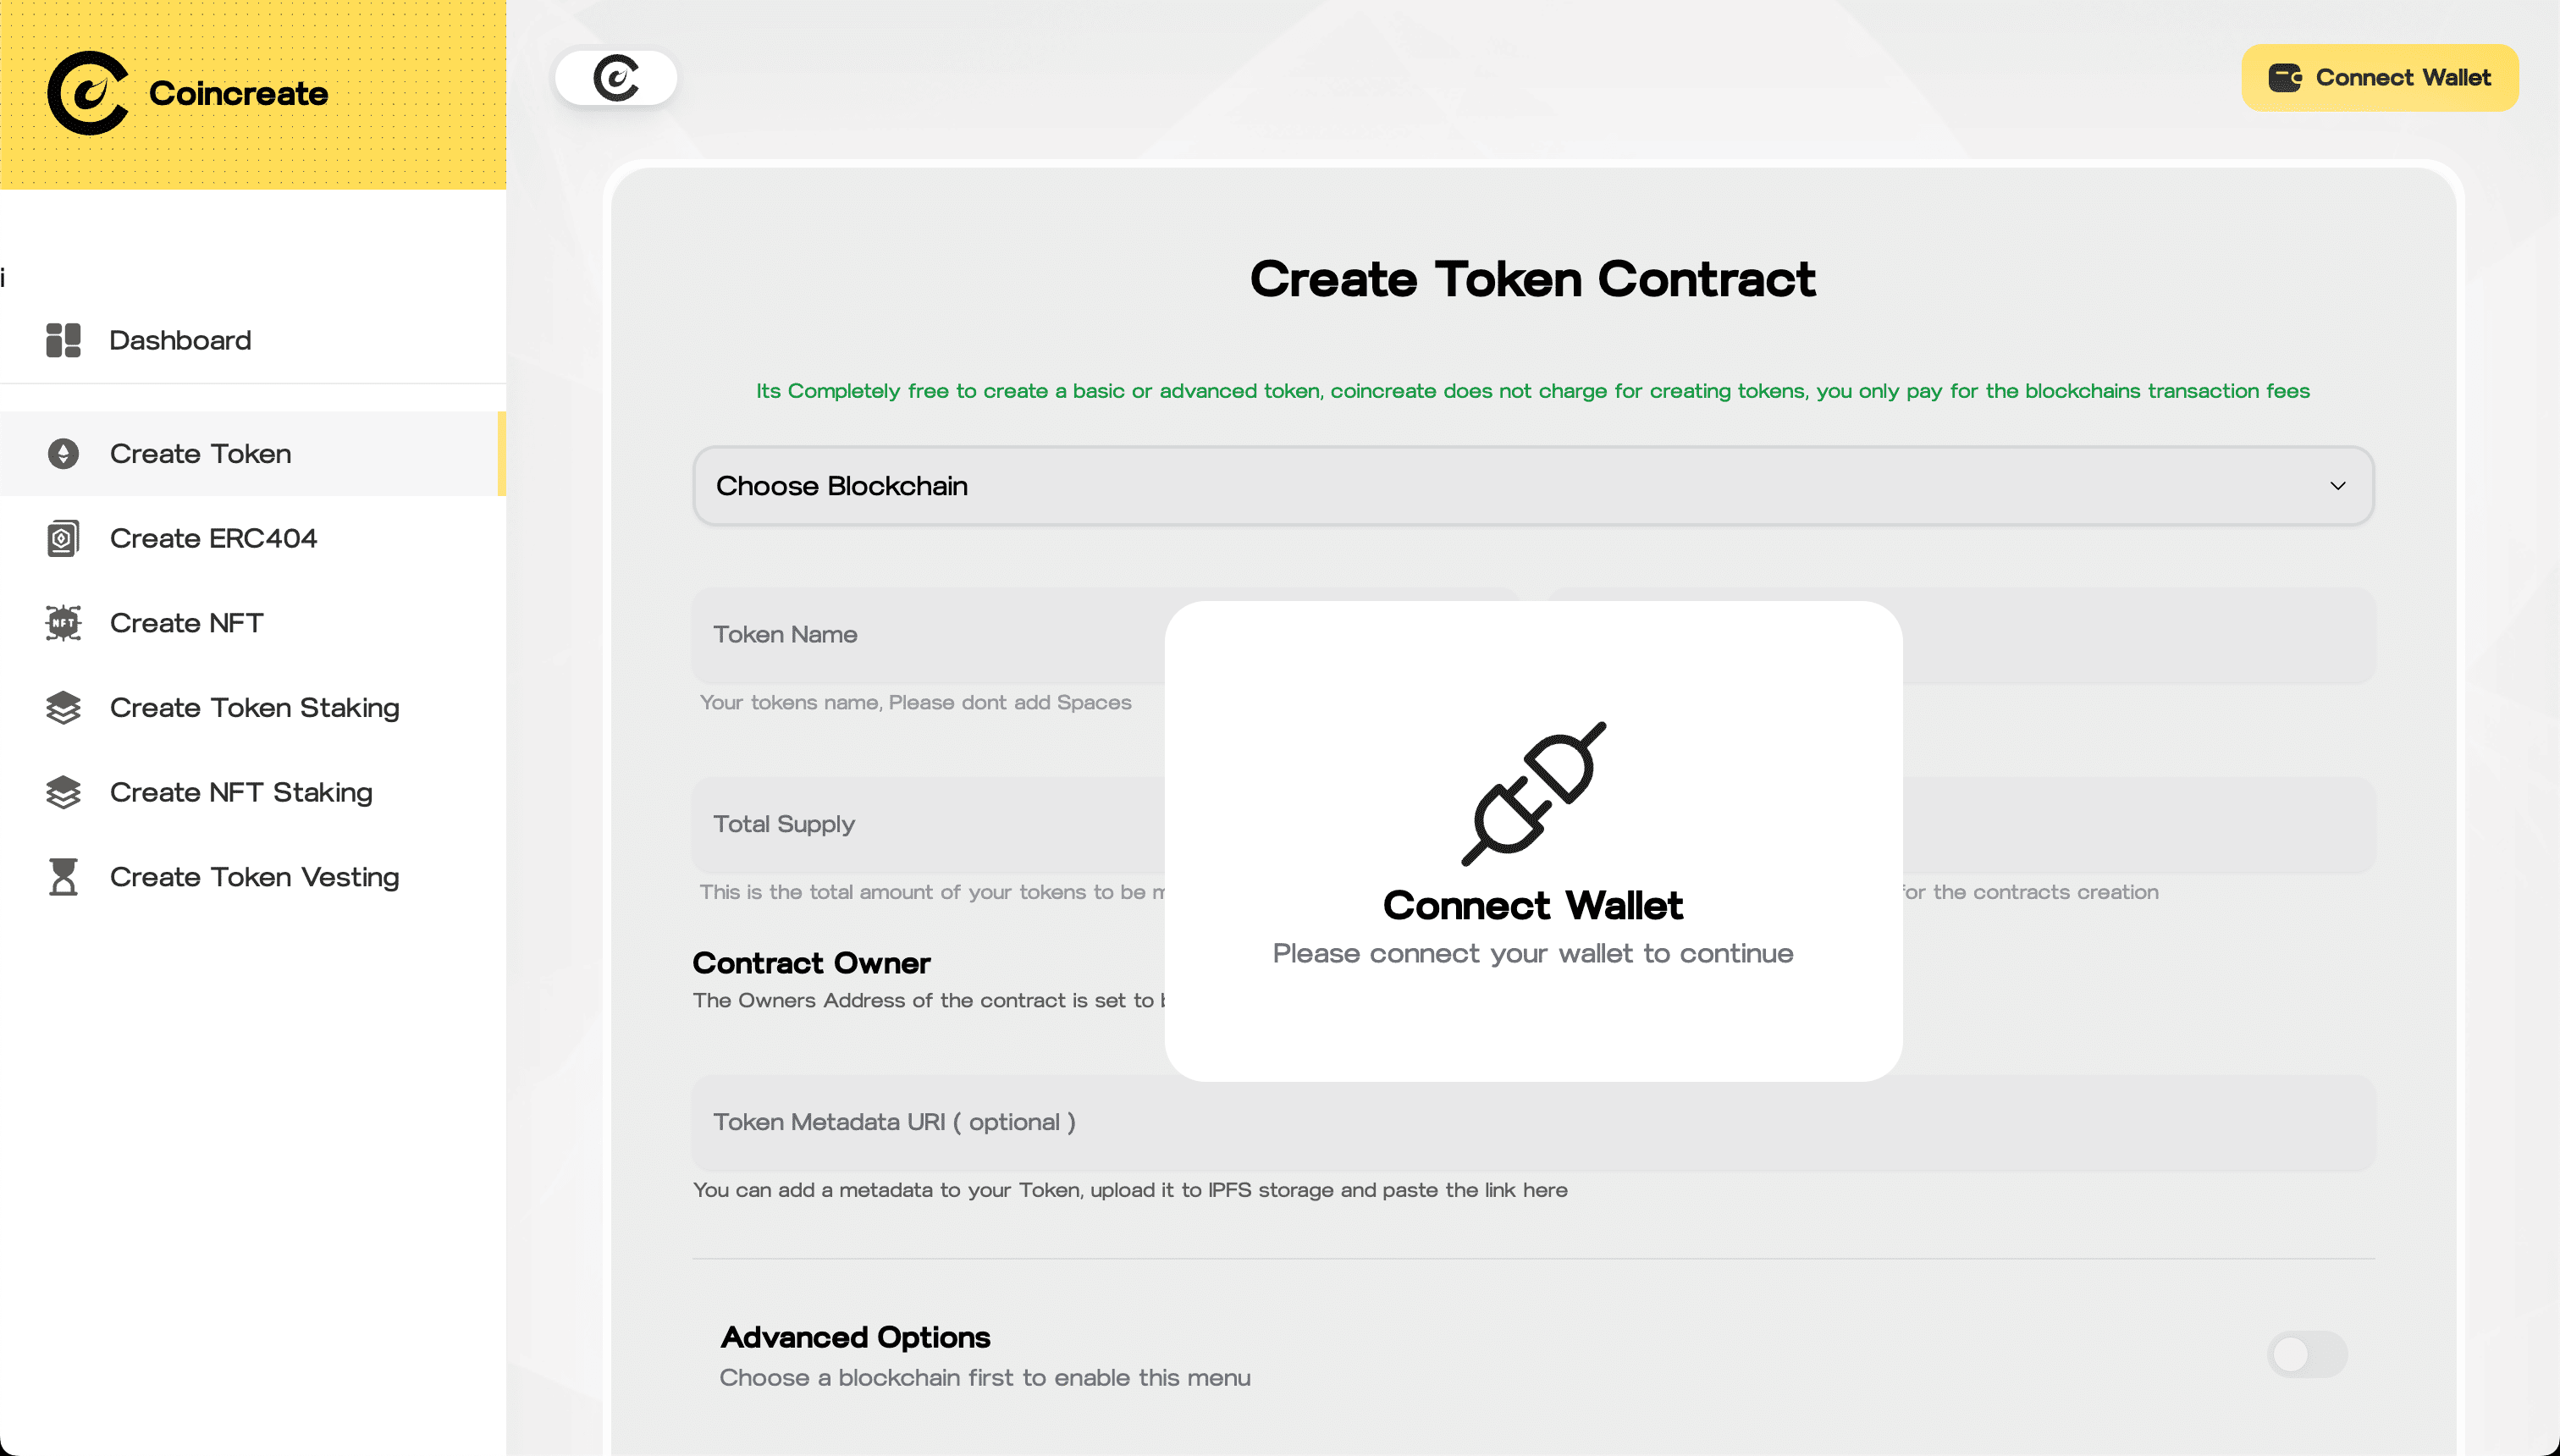 Coincreate
Connect Wallet
i
Dashboard
Create Token
Create ERC404
NFT
Create NFT
Create Token Staking
Create NFT Staking
Create Token Vesting
Create Token Contract
Its Completely free to create a basic or advanced token, coincreate does not charge for creating tokens, you only pay for the blockchains transaction fees
Choose Blockchain
Token Name
Your tokens name, Please dont add Spaces
Total Supply
This is the total amount of your tokens to be
for the contracts creation
Contract Owner
The Owners Address of the contract is set to
Connect Wallet
Please connect your wallet to continue
Token Metadata URI ( optional )
You can add a metadata to your Token, upload it to IPFS storage and paste the link here
Advanced Options
Choose a blockchain first to enable this menu